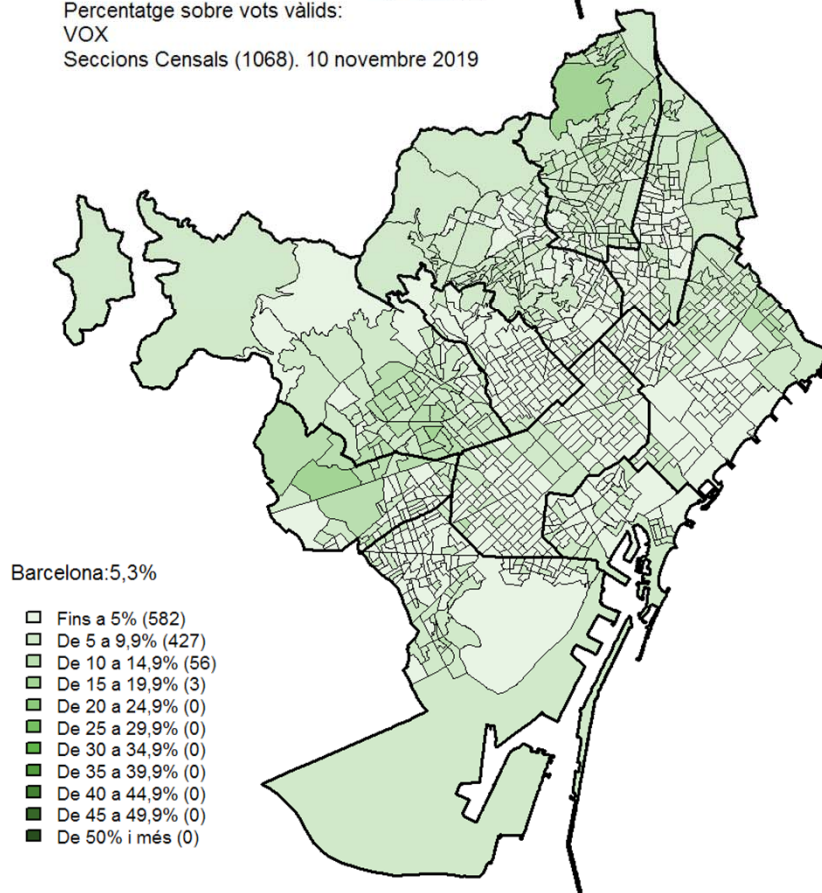 Percentatge sobre vots vàlids:
VOX
Seccions Censals (1068). 10 novembre 2019
Barcelona:5,3%
Fins a 5% (582)
De 5 a 9,9% (427)
De 10 a 14,9% (56)
De 15 a 19,9% (3)
De 20 a 24,9% (0)
De 25 a 29,9% (0)
De 30 a 34,9% (0)
De 35 a 39,9% (0)
De 40 a 44,9% (0)
De 45 a 49,9% (0)
De 50% i més (0)